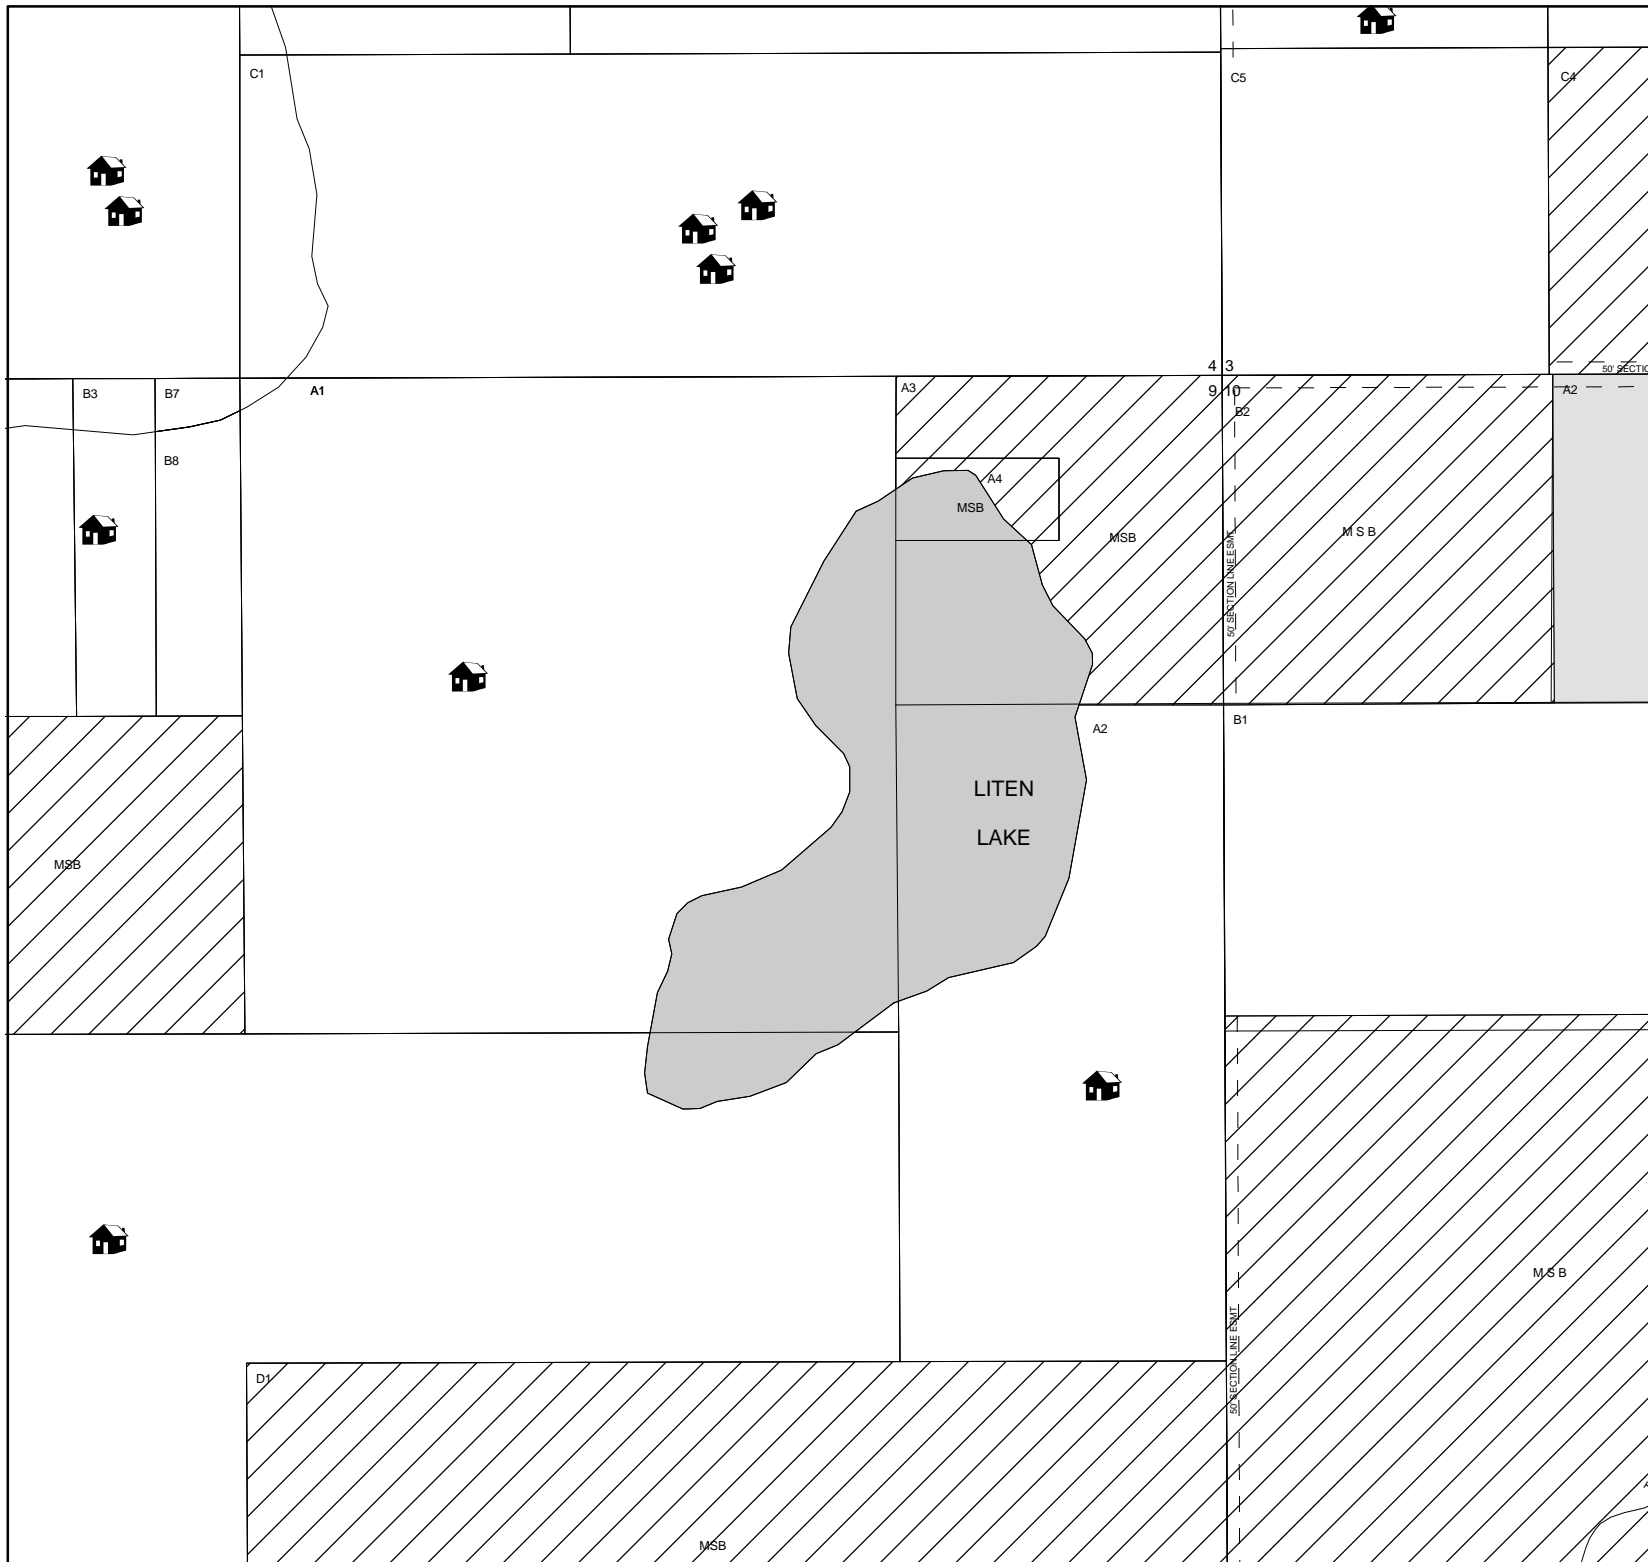 C1
C5
C4
4 3
50' SECTIO
B3
B7
A1
A3
9 10
A2
B2
B8
A4
MSB
MSB
M S B
50' SECTION LINE ESMT
B1
A2
LITEN
LAKE
MSB
M S B
50' SECTION LINE ESMT
D1
MSB